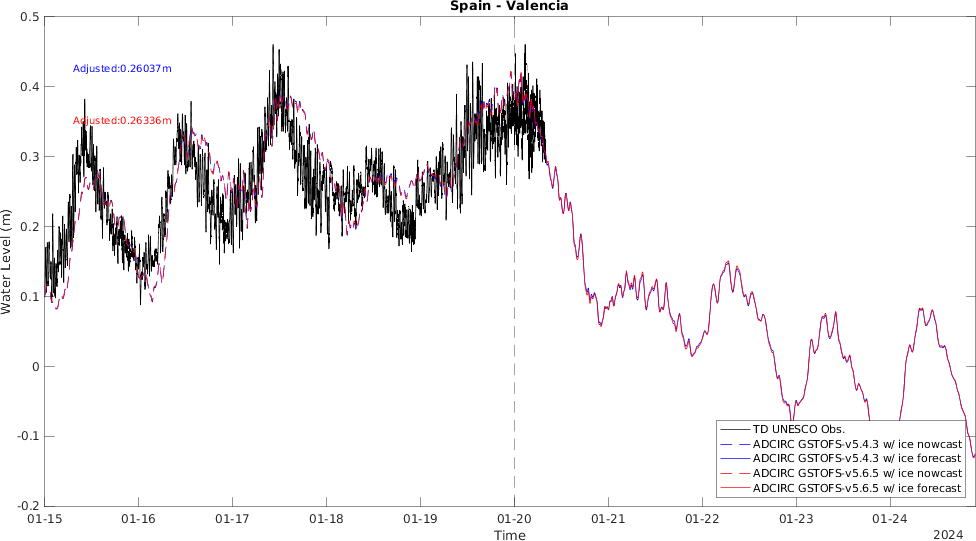 Spain - Valencia
0.5
0.4
0.3
0.2
0.1
0
-0.1
-0.2
Water Level (m)
Adjusted:0.26037m
Adjusted:0.26336m
TD UNESCO Obs.
ADCIRC GSTOFS-v5.4.3 w/ ice nowcast
ADCIRC GSTOFS-v5.4.3 w/ ice forecast
ADCIRC GSTOFS-v5.6.5 w/ ice nowcast
ADCIRC GSTOFS-v5.6.5 w/ ice forecast
01-15 01-16 01-17 01-18 01-19 01-20 01-21 01-22 01-23 01-24
Time
2024